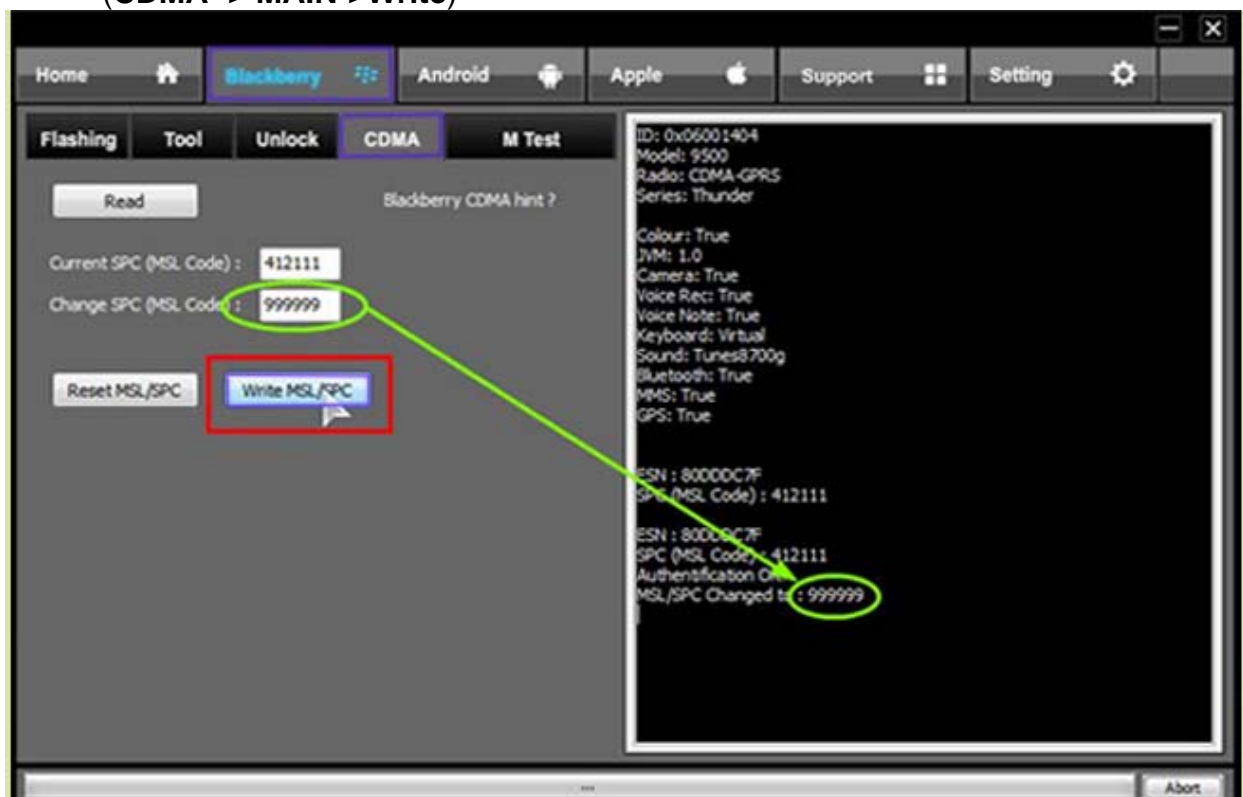 (CDMA -> MAIN->Write)
Home Blackberry Android Apple Support Setting
Flashing Tool Unlock CDMA M Test
Read Blackberry CDMA hint ?
Current SPC (MSL Code) : 412111
Change SPC (MSL Code) : 999999
Reset MSL/SPC Write MSL/SPC
ID: 0x06001404
Model: 9500
Radio: CDMA-GPRS
Series: Thunder
Colour: True
JVM: 1.0
Camera: True
Voice Rec: True
Voice Note: True
Keyboard: Virtual
Sound: Tunes8700g
Bluetooth: True
MMS: True
GPS: True
ESN : 80DDDC7F
SPC (MSL Code) : 412111
ESN : 80DDDC7F
SPC (MSL Code) : 412111
Authentification OK
MSL/SPC Changed to : 999999
...
Abort